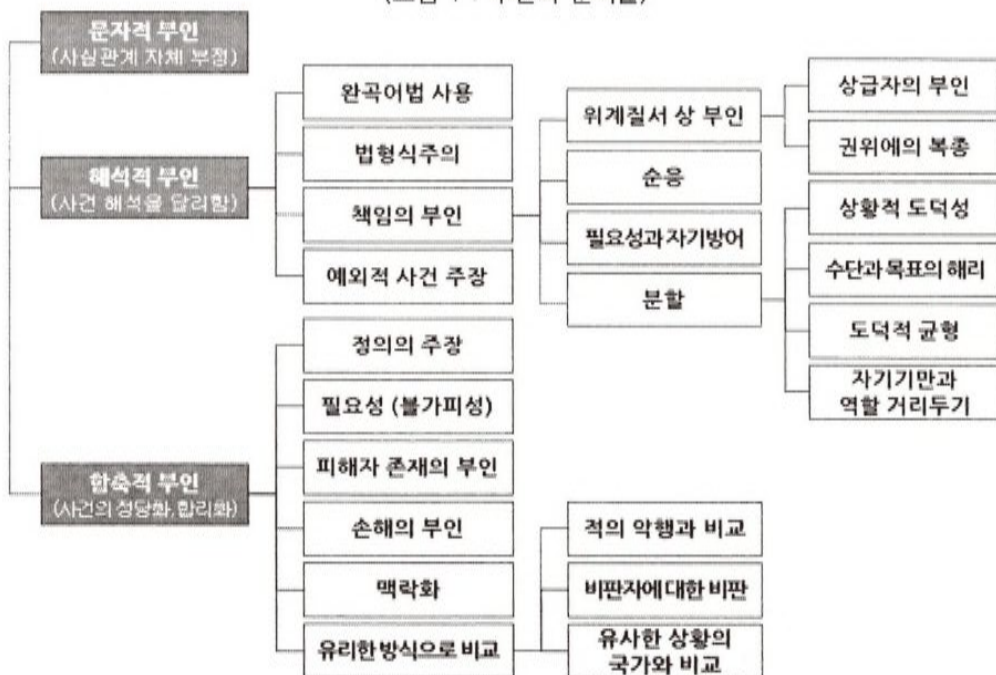 문자적 부인
(사실관계 자체 부정)
해석적 부인
(사건 해석을 달리함)
완곡어법 사용
법형식주의
책임의 부인
예외적 사건 주장
위계질서 상 부인
순응
필요성과 자기방어
분할
상급자의 부인
권위에의 복종
상황적 도덕성
수단과 목표의 해리
도덕적 균형
자기기만과
역할 거리두기
함축적 부인
(사건의 정당화, 합리화)
정의의 주장
필요성 (불가피성)
피해자 존재의 부인
손해의 부인
맥락화
유리한 방식으로 비교
적의 악행과 비교
비판자에 대한 비판
유사한 상황의
국가와 비교